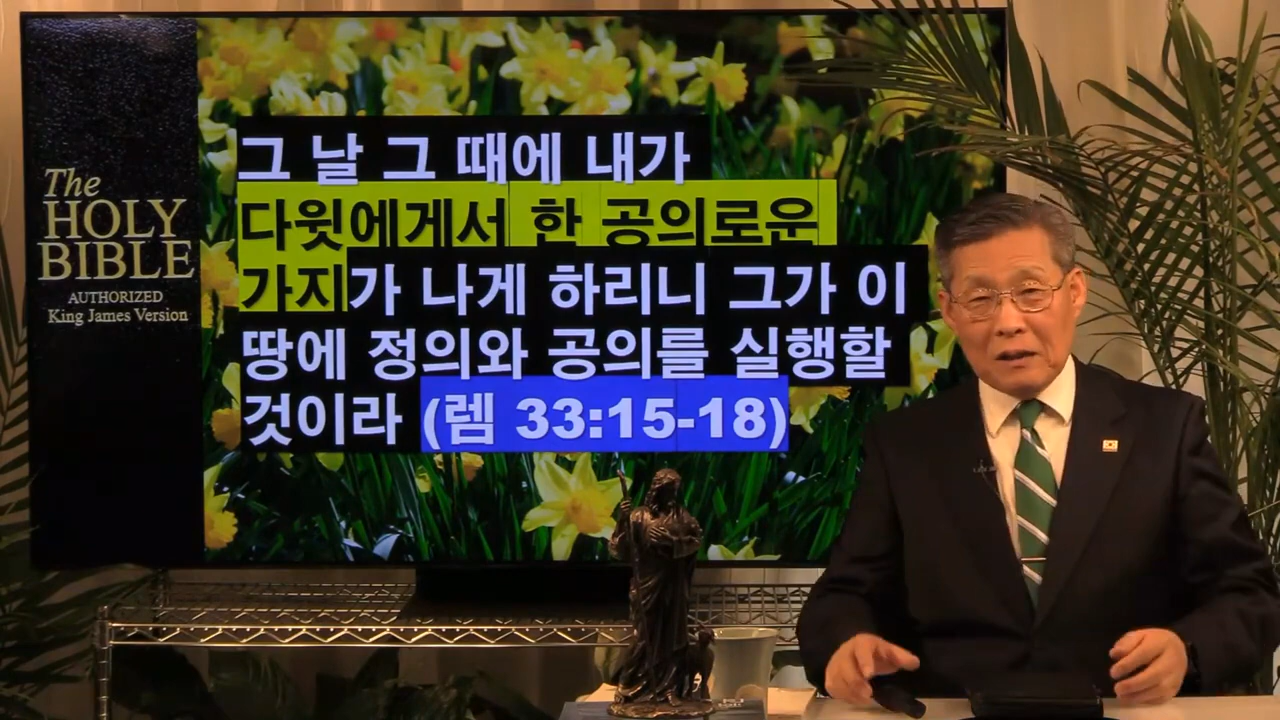 The
HOLY
BIBLE
AUTHORIZED
King James Version
그 날 그 때에 내가
다윗에게서 한 공의로운
가지가 나게 하리니 그가 이
땅에 정의와 공의를 실행할
것이라 (렘 33:15-18)